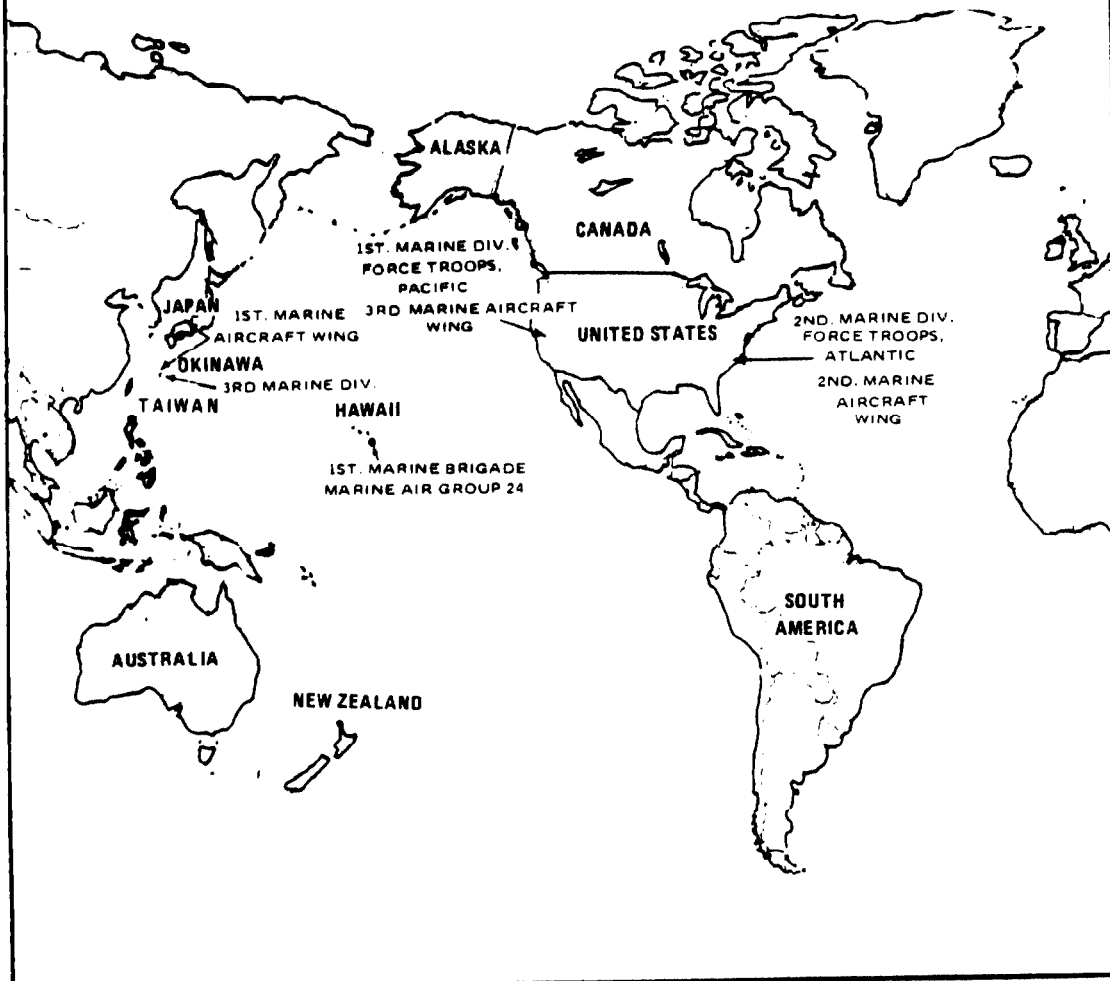 ALASKA
CANADA
1ST. MARINE DIV.
FORCE TROOPS,
PACIFIC
3RD MARINE AIRCRAFT
WING
JAPAN
1ST. MARINE
AIRCRAFT WING
UNITED STATES
2ND. MARINE DIV.
FORCE TROOPS,
ATLANTIC
2ND. MARINE
AIRCRAFT
WING
OKINAWA
3RD MARINE DIV.
TAIWAN
HAWAII
1ST. MARINE BRIGADE
MARINE AIR GROUP 24
SOUTH
AMERICA
AUSTRALIA
NEW ZEALAND